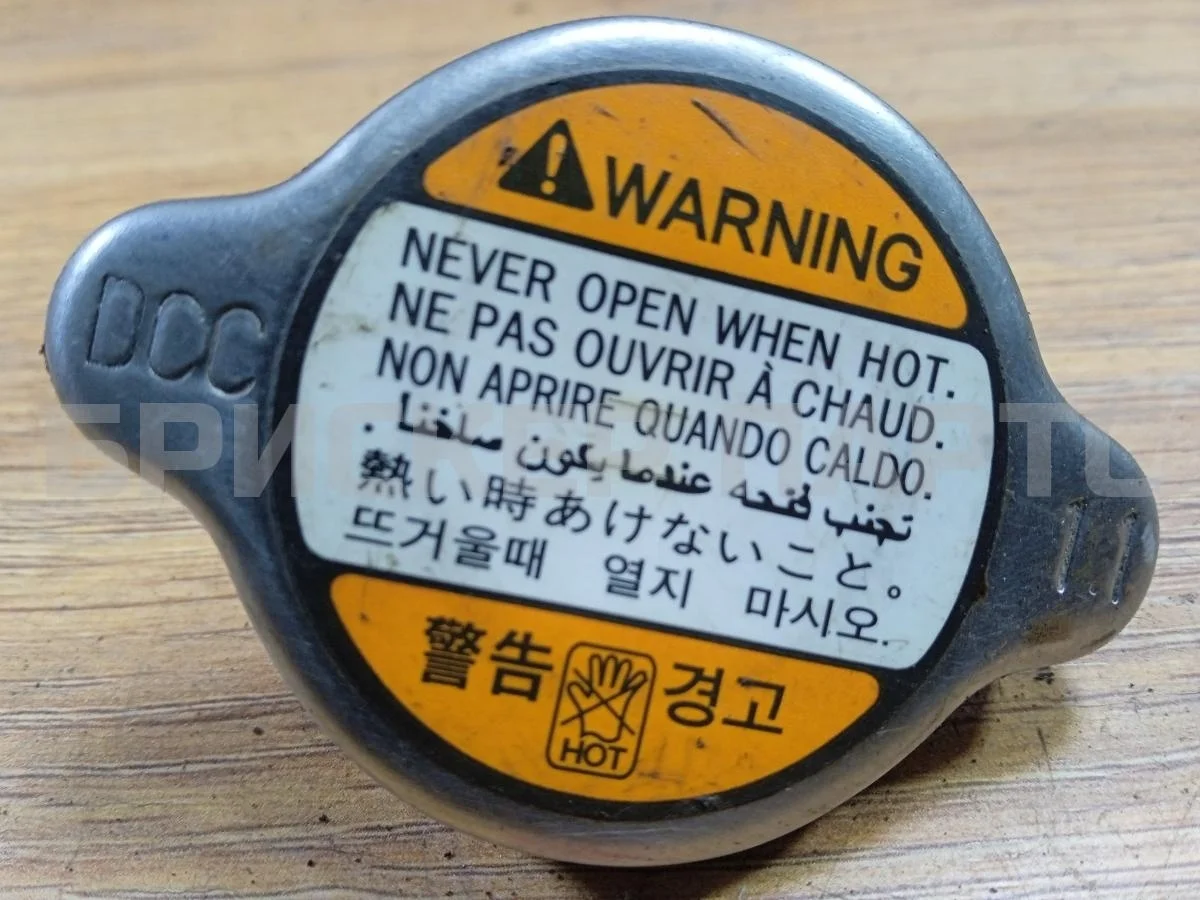 WARNING
NEVER OPEN WHEN HOT.
NE PAS OUVRIR À CHAUD.
NON APRIRE QUANDO CALDO.
تجنب فتحه عندما يكون ساخنا .
熱い時あけないこと。
뜨거울때 열지 마시오.
警告 경고
HOT
DCC
11